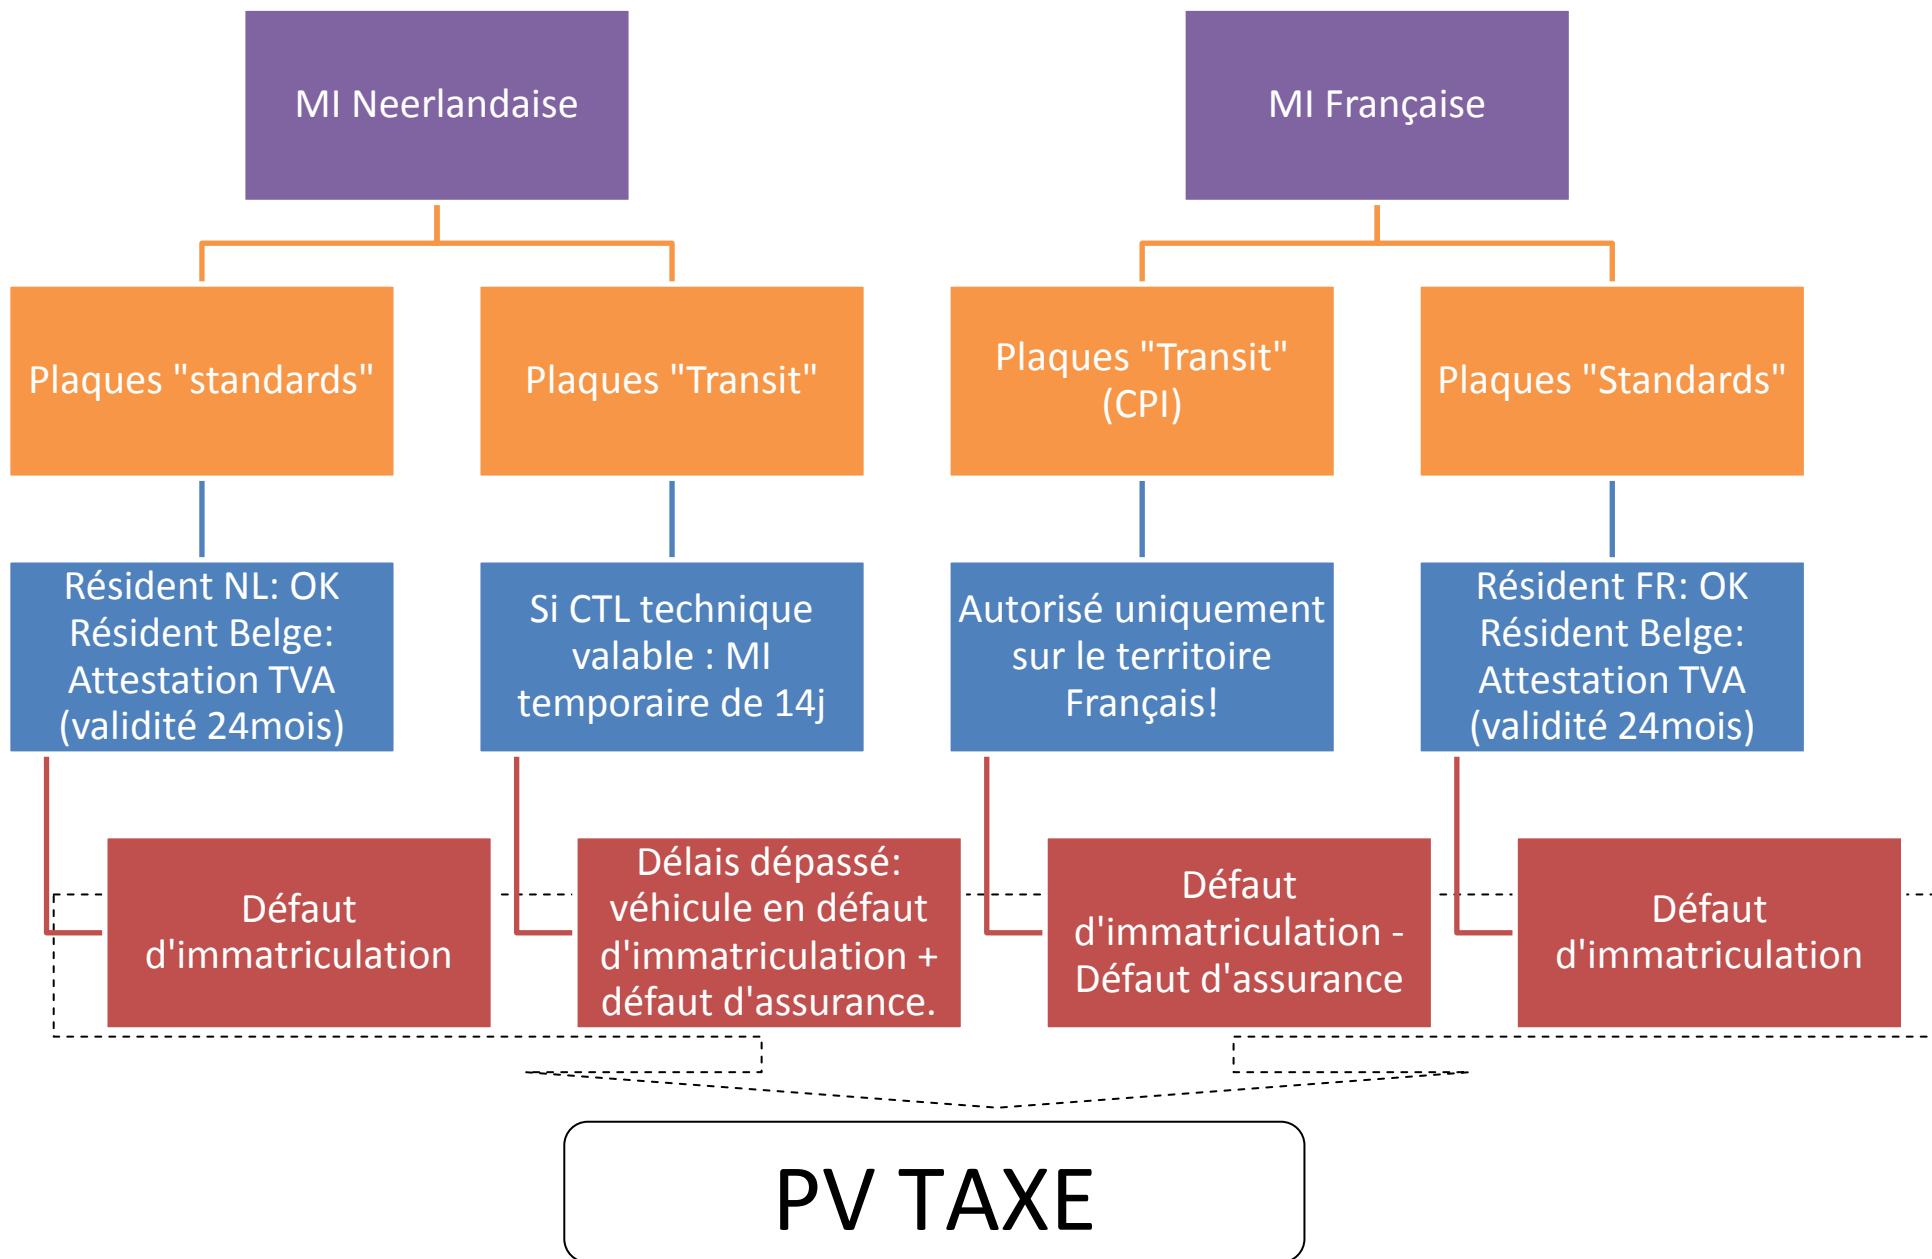 MI Neerlandaise
MI Française
Plaques "standards"
Plaques "Transit"
Plaques "Transit"
(CPI)
Plaques "Standards"
Résident NL: OK
Résident Belge:
Attestation TVA
(validité 24mois)
Si CTL technique
valable : MI
temporaire de 14j
Autorisé uniquement
sur le territoire
Français!
Résident FR: OK
Résident Belge:
Attestation TVA
(validité 24mois)
Défaut
d'immatriculation
Délais dépassé:
véhicule en défaut
d'immatriculation +
défaut d'assurance.
Défaut
d'immatriculation -
Défaut d'assurance
Défaut
d'immatriculation
PV TAXE